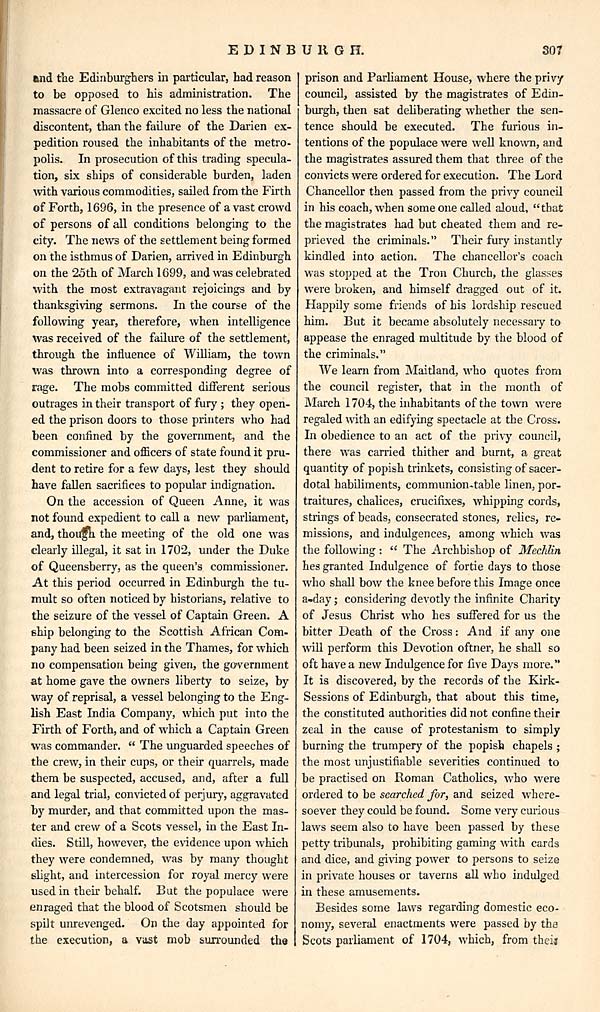 EDINBURGH. 307
and the Edinburghers in particular, had reason
to be opposed to his administration. The
massacre of Glenco excited no less the national
discontent, than the failure of the Darien ex-
pedition roused the inhabitants of the metro-
polis. In prosecution of this trading specula-
tion, six ships of considerable burden, laden
with various commodities, sailed from the Firth
of Forth, 1696, in the presence of a vast crowd
of persons of all conditions belonging to the
city. The news of the settlement being formed
on the isthmus of Darien, arrived in Edinburgh
on the 25th of March 1699, and was celebrated
with the most extravagant rejoicings and by
thanksgiving sermons. In the course of the
following year, therefore, when intelligence
was received of the failure of the settlement,
through the influence of William, the town
was thrown into a corresponding degree of
rage. The mobs committed different serious
outrages in their transport of fury; they open-
ed the prison doors to those printers who had
been confined by the government, and the
commissioner and officers of state found it pru-
dent to retire for a few days, lest they should
have fallen sacrifices to popular indignation.
On the accession of Queen Anne, it was
not found expedient to call a new parliament,
and, though the meeting of the old one was
clearly illegal, it sat in 1702, under the Duke
of Queensberry, as the queen's commissioner.
At this period occurred in Edinburgh the tu-
mult so often noticed by historians, relative to
the seizure of the vessel of Captain Green. A
ship belonging to the Scottish African Com-
pany had been seized in the Thames, for which
no compensation being given, the government
at home gave the owners liberty to seize, by
way of reprisal, a vessel belonging to the Eng-
lish East India Company, which put into the
Firth of Forth, and of which a Captain Green
was commander. " The unguarded speeches of
the crew, in their cups, or their quarrels, made
them be suspected, accused, and, after a full
and legal trial, convicted of perjury, aggravated
by murder, and that committed upon the mas-
ter and crew of a Scots vessel, in the East In-
dies. Still, however, the evidence upon which
they were condemned, was by many thought
slight, and intercession for royal mercy were
used in their behalf. But the populace were
enraged that the blood of Scotsmen should be
spilt unrevenged. On the day appointed for
the execution, a vast mob surrounded the
prison and Parliament House, where the privy
council, assisted by the magistrates of Edin-
burgh, then sat deliberating whether the sen-
tence should be executed. The furious in-
tentions of the populace were well known, and
the magistrates assured them that three of the
convicts were ordered for execution. The Lord
Chancellor then passed from the privy council
in his coach, when some one called aloud, "that
the magistrates had but cheated them and re-
prieved the criminals." Their fury instantly
kindled into action. The chancellor's coach
was stopped at the Tron Church, the glasses
were broken, and himself dragged out of it.
Happily some friends of his lordship rescued
him. But it became absolutely necessary to
appease the enraged multitude by the blood of
the criminals."
We learn from Maitland, who quotes from
the council register, that in the month of
March 1704, the inhabitants of the town were
regaled with an edifying spectacle at the Cross.
In obedience to an act of the privy council,
there was carried thither and burnt, a great
quantity of popish trinkets, consisting of sacer-
dotal habiliments, communion-table linen, por-
traitures, chalices, crucifixes, whipping cords,
strings of beads, consecrated stones, relics, re-
missions, and indulgences, among which was
the following: " The Archbishop of Mechlin
hes granted Indulgence of fortie days to those
who shall bow the knee before this Image once
a-day; considering devotly the infinite Charity
of Jesus Christ who hes suffered for us the
bitter Death of the Cross: And if any one
will perform this Devotion oftner, he shall so
oft have a new Indulgence for five Days more."
It is discovered, by the records of the Kirk-
Sessions of Edinburgh, that about this time,
the constituted authorities did not confine their
zeal in the cause of protestanism to simply
burning the trumpery of the popish chapels;
the most unjustifiable severities continued to
be practised on Roman Catholics, who were
ordered to be searched for, and seized where-
soever they could be found. Some very curious
laws seem also to have been passed by these
petty tribunals, prohibiting gaming with cards
and dice, and giving power to persons to seize
in private houses or taverns all who indulged
in these amusements.
Besides some laws regarding domestic eco-
nomy, several enactments were passed by the
Scots parliament of 1704, which, from their